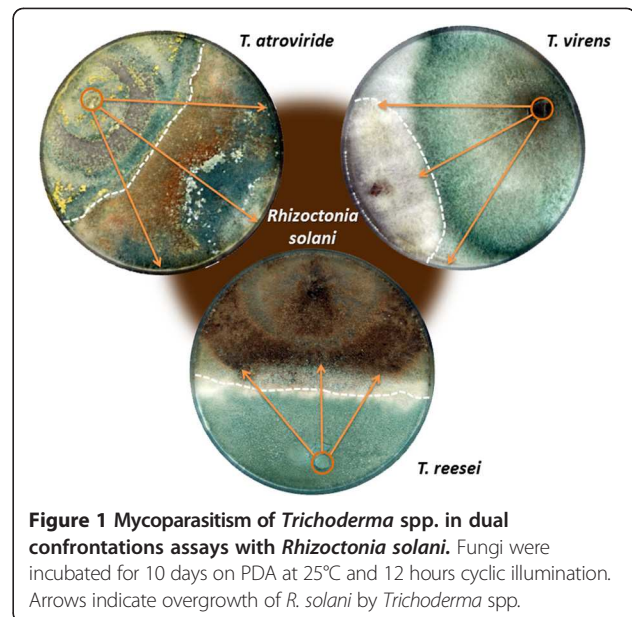 T. atroviride
T. virens
Rhizoctonia
solani
T. reesei
Figure 1 Mycoparasitism of Trichoderma spp. in dual
confrontations assays with Rhizoctonia solani. Fungi were
incubated for 10 days on PDA at 25°C and 12 hours cyclic illumination.
Arrows indicate overgrowth of R. solani by Trichoderma spp.